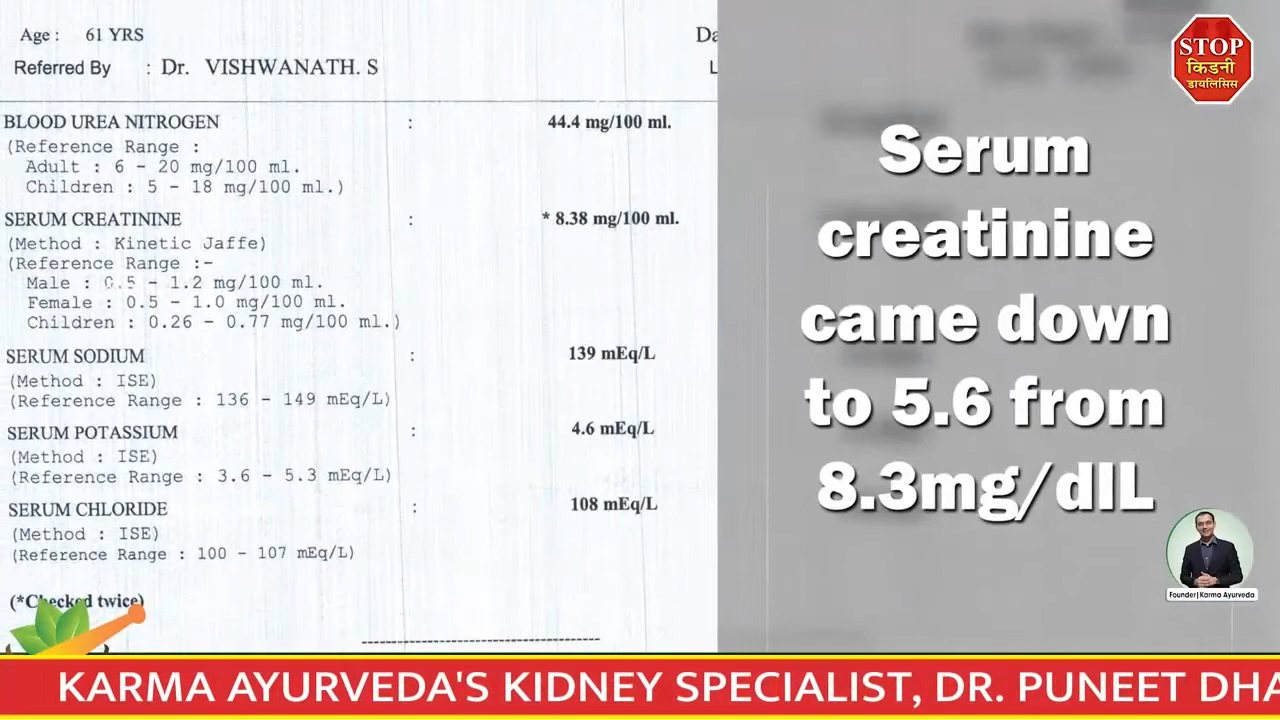 Age : 61 YRS
Da
Referred By : Dr. VISHWANATH. S
L
BLOOD UREA NITROGEN : 44.4 mg/100 ml.
(Reference Range :
Adult : 6 - 20 mg/100 ml.
Children : 5 - 18 mg/100 ml.)
SERUM CREATININE : * 8.38 mg/100 ml.
(Method : Kinetic Jaffe)
(Reference Range :-
Male : 0.5 - 1.2 mg/100 ml.
Female : 0.5 - 1.0 mg/100 ml.
Children : 0.26 - 0.77 mg/100 ml.)
SERUM SODIUM : 139 mEq/L
(Method : ISE)
(Reference Range : 136 - 149 mEq/L)
SERUM POTASSIUM : 4.6 mEq/L
(Method : ISE)
(Reference Range : 3.6 - 5.3 mEq/L)
SERUM CHLORIDE : 108 mEq/L
(Method : ISE)
(Reference Range : 100 - 107 mEq/L)
(*Checked twice)
STOP
किडनी
डायलिसिस
Serum
creatinine
came down
to 5.6 from
8.3mg/dlL
Founder|Karma Ayurveda
KARMA AYURVEDA'S KIDNEY SPECIALIST, DR. PUNEET DHA